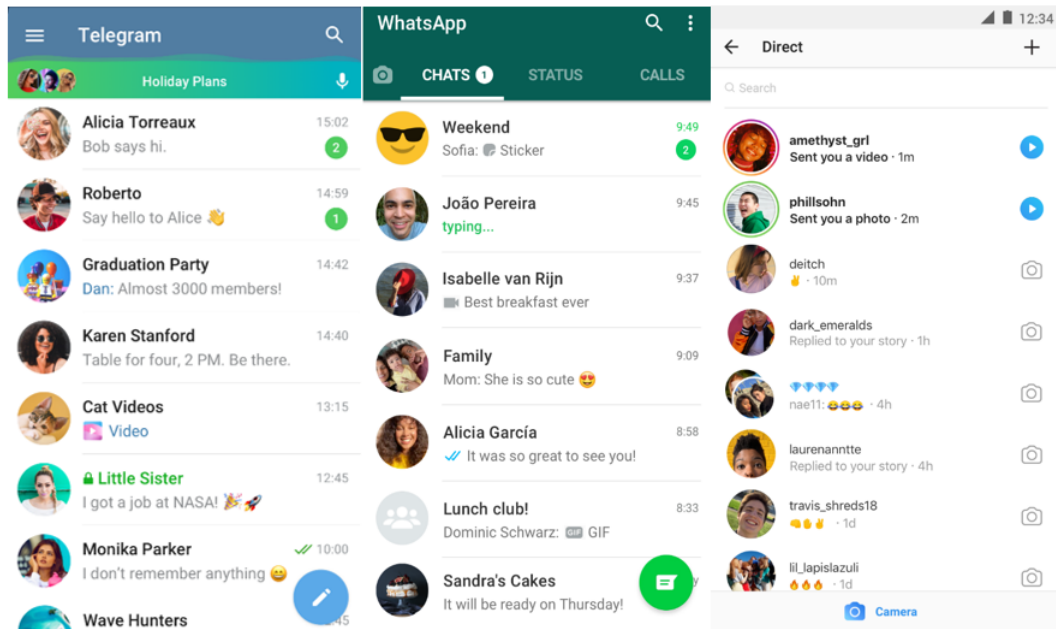 Telegram
Holiday Plans
Alicia Torreaux 15:02
Bob says hi. 2
Roberto 14:59
Say hello to Alice 👋 1
Graduation Party 14:42
Dan: Almost 3000 members!
Karen Stanford 14:40
Table for four, 2 PM. Be there.
Cat Videos 13:15
Video
Little Sister 12:45
I got a job at NASA! 🎉🚀
Monika Parker 10:00
I don't remember anything 😄
Wave Hunters
WhatsApp
CHATS 1 STATUS CALLS
Weekend 9:49
Sofia: Sticker 2
João Pereira 9:45
typing...
Isabelle van Rijn 9:37
Best breakfast ever
Family 9:09
Mom: She is so cute 😍
Alicia García 8:58
It was so great to see you!
Lunch club! 8:33
Dominic Schwarz: GIF GIF
Sandra's Cakes
It will be ready on Thursday!
12:34
Direct
Search
amethyst_grl
Sent you a video · 1m
phillsohn
Sent you a photo · 2m
deitch
✌ · 10m
dark_emeralds
Replied to your story · 1h
💎💎💎💎
nae11: 😂😂😂 · 4h
laurenanntte
Replied to your story · 4h
travis_shreds18
👊✋✌ · 1d
lil_lapislazuli
🔥🔥🔥 · 1d
Camera